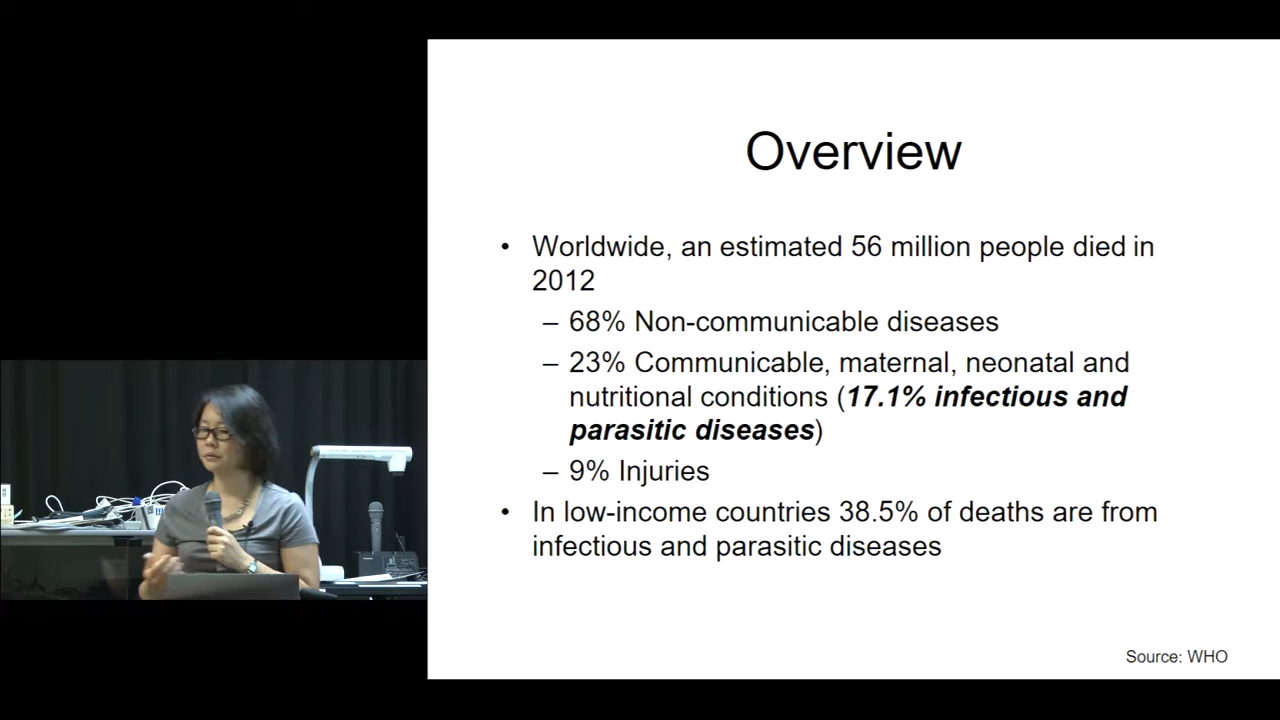 Overview
• Worldwide, an estimated 56 million people died in
2012
– 68% Non-communicable diseases
– 23% Communicable, maternal, neonatal and
nutritional conditions (17.1% infectious and
parasitic diseases)
– 9% Injuries
• In low-income countries 38.5% of deaths are from
infectious and parasitic diseases
Source: WHO